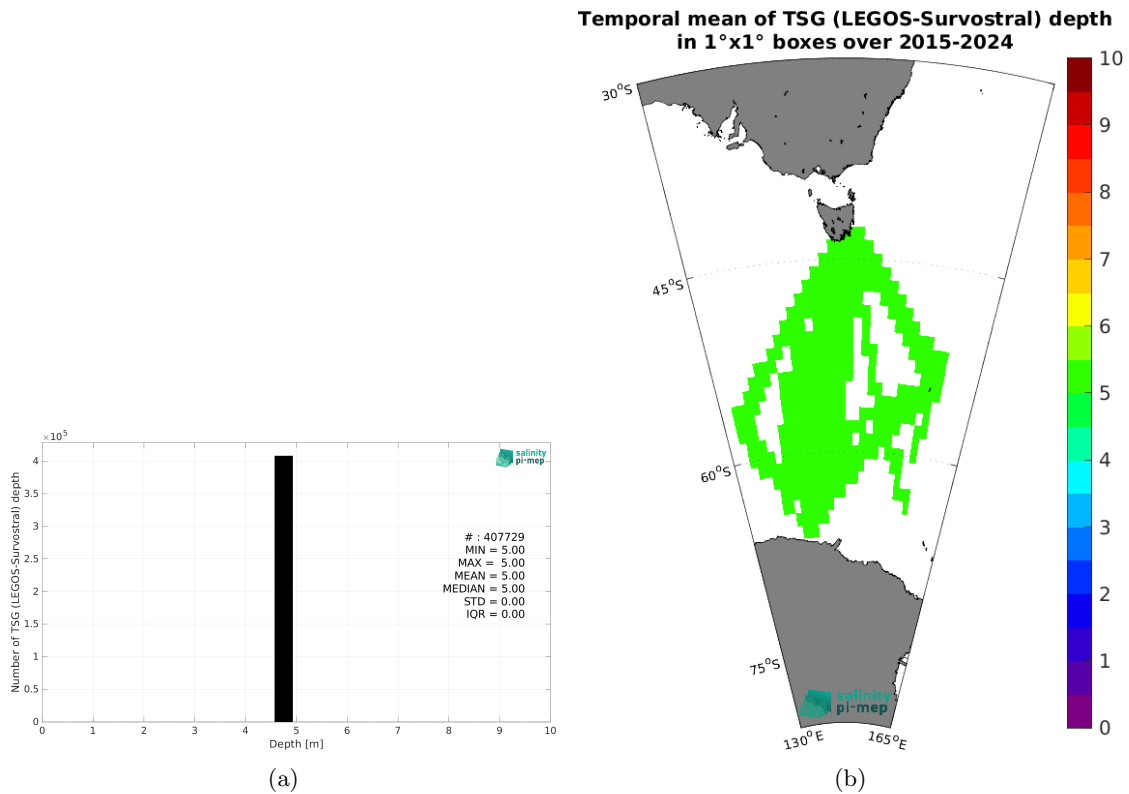 Temporal mean of TSG (LEGOS-Survostral) depth
in 1°x1° boxes over 2015-2024
×10⁵
4
3.5
3
2.5
2
1.5
1
0.5
0
Number of TSG (LEGOS-Survostral) depth
0 1 2 3 4 5 6 7 8 9 10
Depth [m]
salinity
pi-mep
# : 407729
MIN = 5.00
MAX = 5.00
MEAN = 5.00
MEDIAN = 5.00
STD = 0.00
IQR = 0.00
(a)
30°S
45°S
60°S
75°S
130°E 165°E
salinity
pi-mep
10
9
8
7
6
5
4
3
2
1
0
(b)